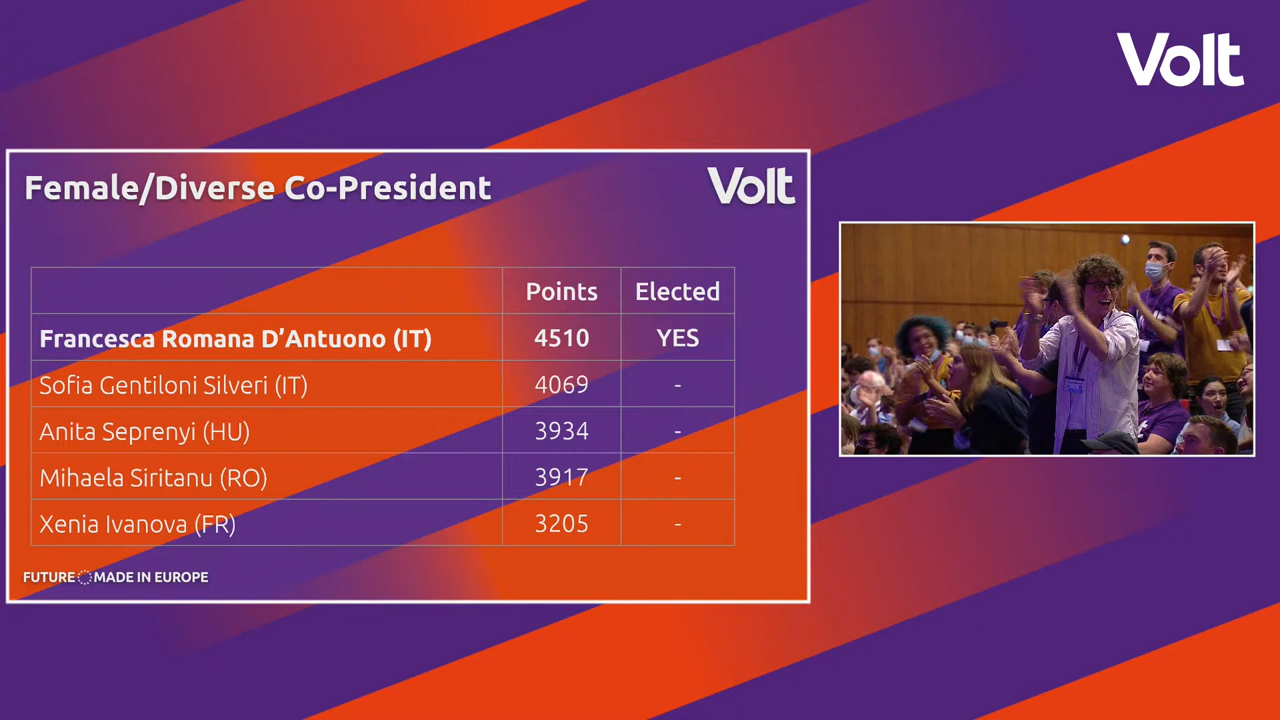 Volt
Female/Diverse Co-President
Volt
Points Elected
Francesca Romana D’Antuono (IT) 4510 YES
Sofia Gentiloni Silveri (IT) 4069 -
Anita Seprenyi (HU) 3934 -
Mihaela Siritanu (RO) 3917 -
Xenia Ivanova (FR) 3205 -
FUTURE MADE IN EUROPE